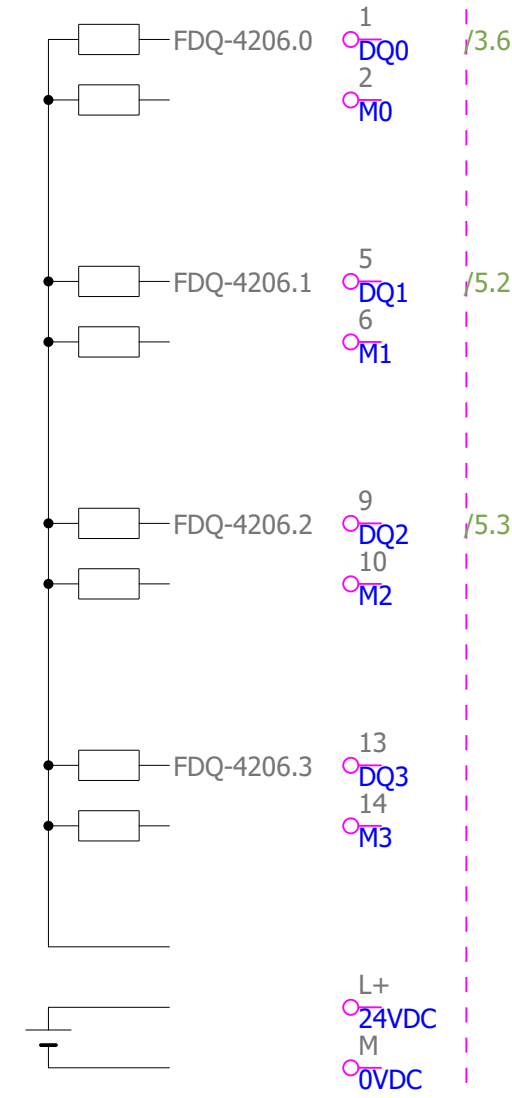 1
FDQ-4206.0 DQ0 /3.6
2
M0
5
FDQ-4206.1 DQ1 /5.2
6
M1
9
FDQ-4206.2 DQ2 /5.3
10
M2
13
FDQ-4206.3 DQ3
14
M3
L+
24VDC
M
0VDC